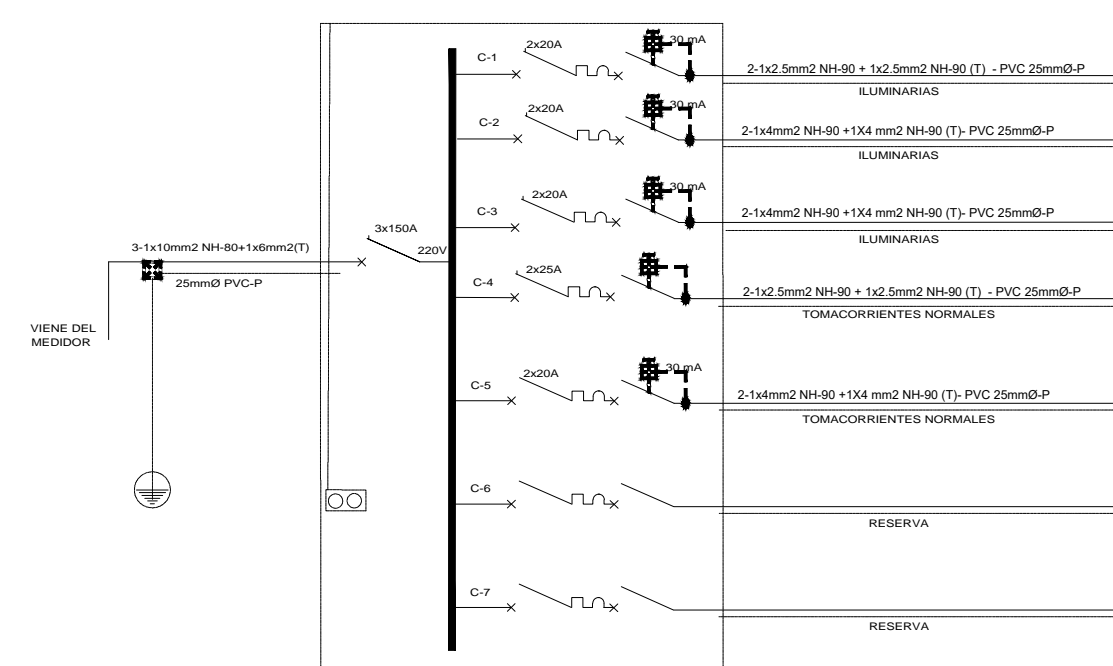 2x20A
30 mA
C-1
2-1x2.5mm2 NH-90 + 1x2.5mm2 NH-90 (T)  - PVC 25mmØ-P
ILUMINARIAS
2x20A
30 mA
C-2
2-1x4mm2 NH-90 +1X4 mm2 NH-90 (T)- PVC 25mmØ-P
ILUMINARIAS
2x20A
30 mA
C-3
2-1x4mm2 NH-90 +1X4 mm2 NH-90 (T)- PVC 25mmØ-P
ILUMINARIAS
3x150A
220V
3-1x10mm2 NH-80+1x6mm2(T)
25mmØ PVC-P
VIENE DEL
MEDIDOR
2x25A
C-4
2-1x2.5mm2 NH-90 + 1x2.5mm2 NH-90 (T)  - PVC 25mmØ-P
TOMACORRIENTES NORMALES
2x20A
30 mA
C-5
2-1x4mm2 NH-90 +1X4 mm2 NH-90 (T)- PVC 25mmØ-P
TOMACORRIENTES NORMALES
C-6
RESERVA
C-7
RESERVA